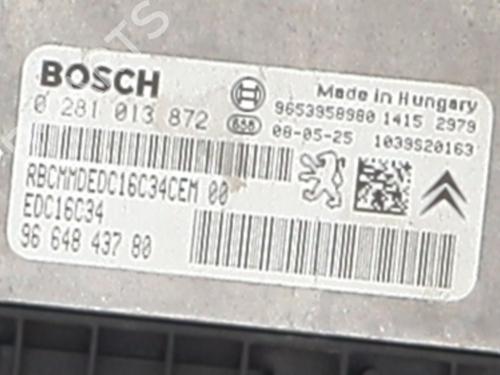 BOSCH
0 281 013 872
Made in Hungary
9653958980 1415 2979
08-05-25 1039S20163
RBCMMDEDC16C34CEM 00
EDC16C34
96 648 437 80